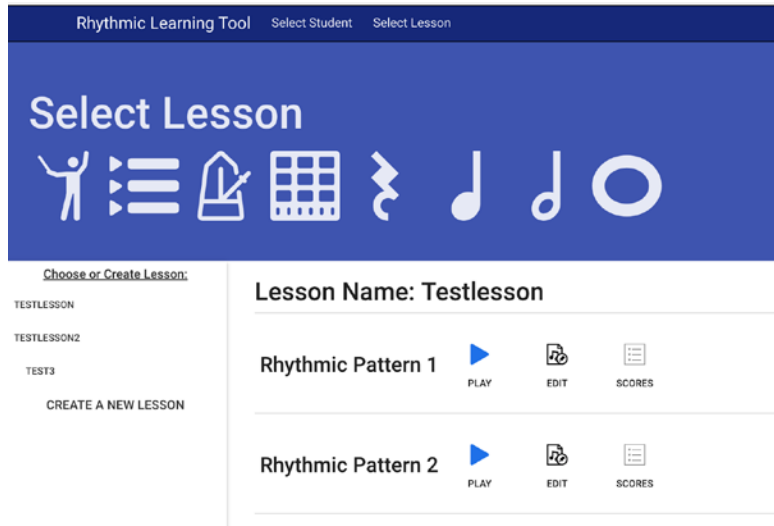 Rhythmic Learning Tool Select Student Select Lesson
Select Lesson
Choose or Create Lesson:
TESTLESSON
TESTLESSON2
TEST3
CREATE A NEW LESSON
Lesson Name: Testlesson
Rhythmic Pattern 1
PLAY EDIT SCORES
Rhythmic Pattern 2
PLAY EDIT SCORES